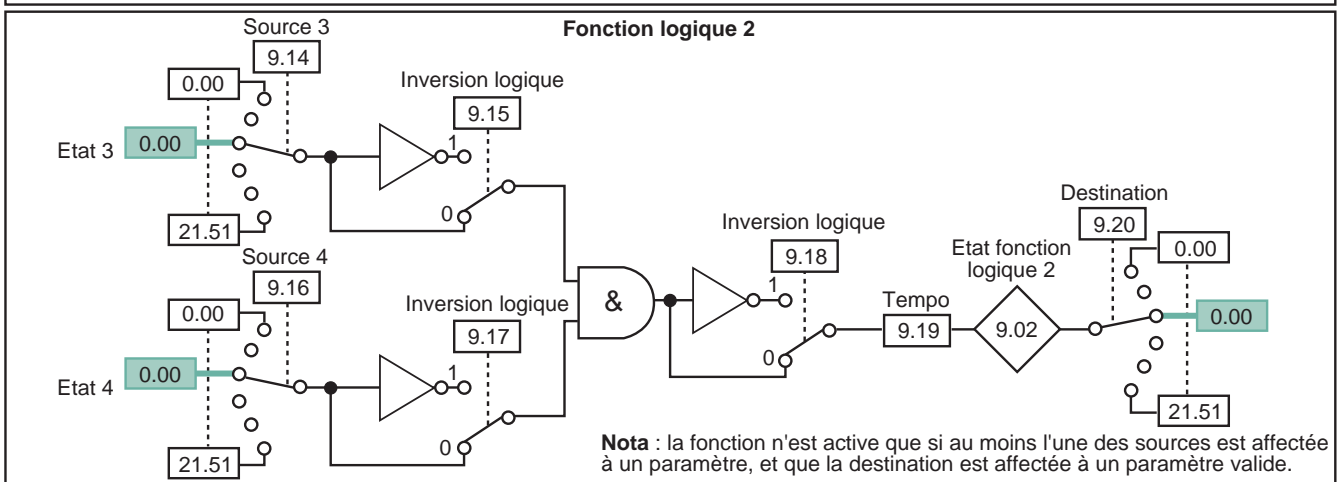 Fonction logique 2
Source 3
9.14
0.00
Inversion logique
9.15
Etat 3
0.00
1
0
21.51
Source 4
9.16
0.00
Inversion logique
9.17
Etat 4
0.00
1
0
21.51
&
Inversion logique
9.18
1
0
Tempo
9.19
Etat fonction
logique 2
9.02
Destination
9.20
0.00
0.00
21.51
Nota : la fonction n'est active que si au moins l'une des sources est affectée
à un paramètre, et que la destination est affectée à un paramètre valide.